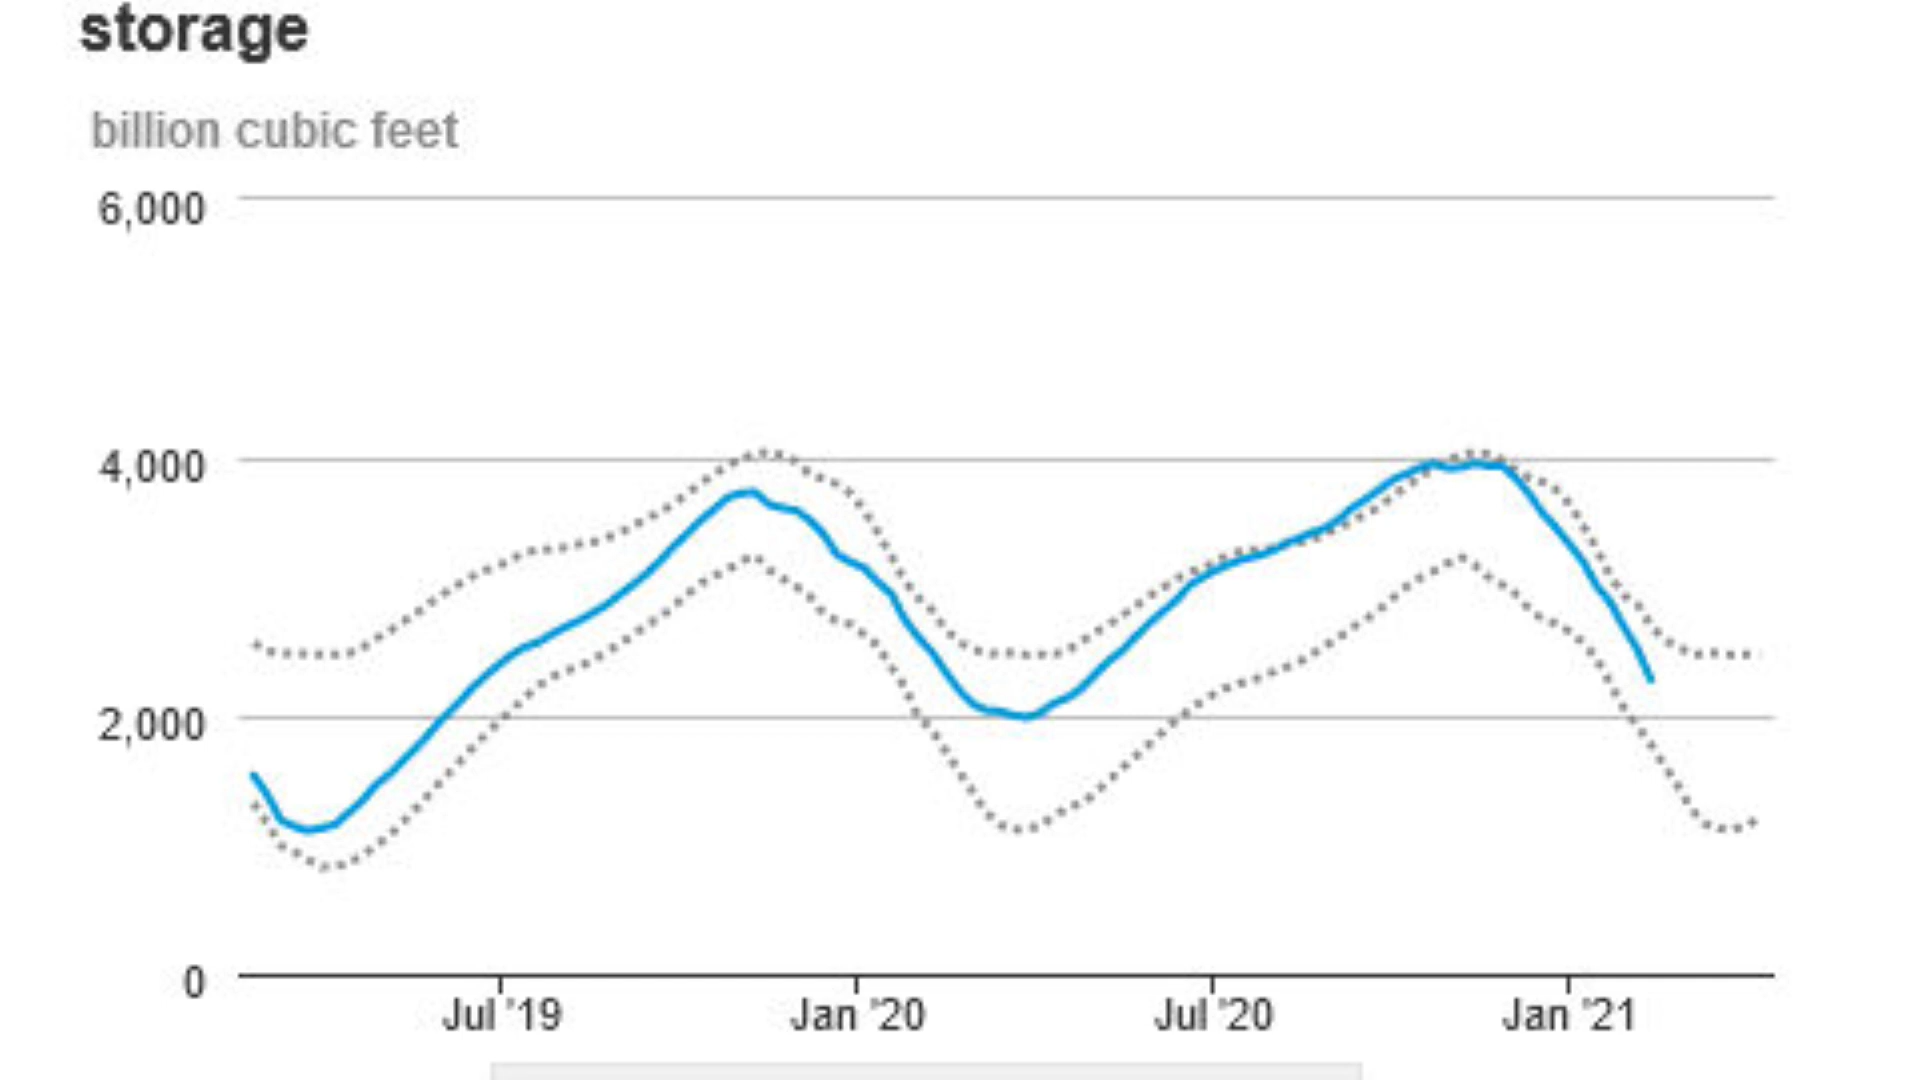 storage
billion cubic feet
6,000
4,000
2,000
0
Jul '19 Jan '20 Jul '20 Jan '21